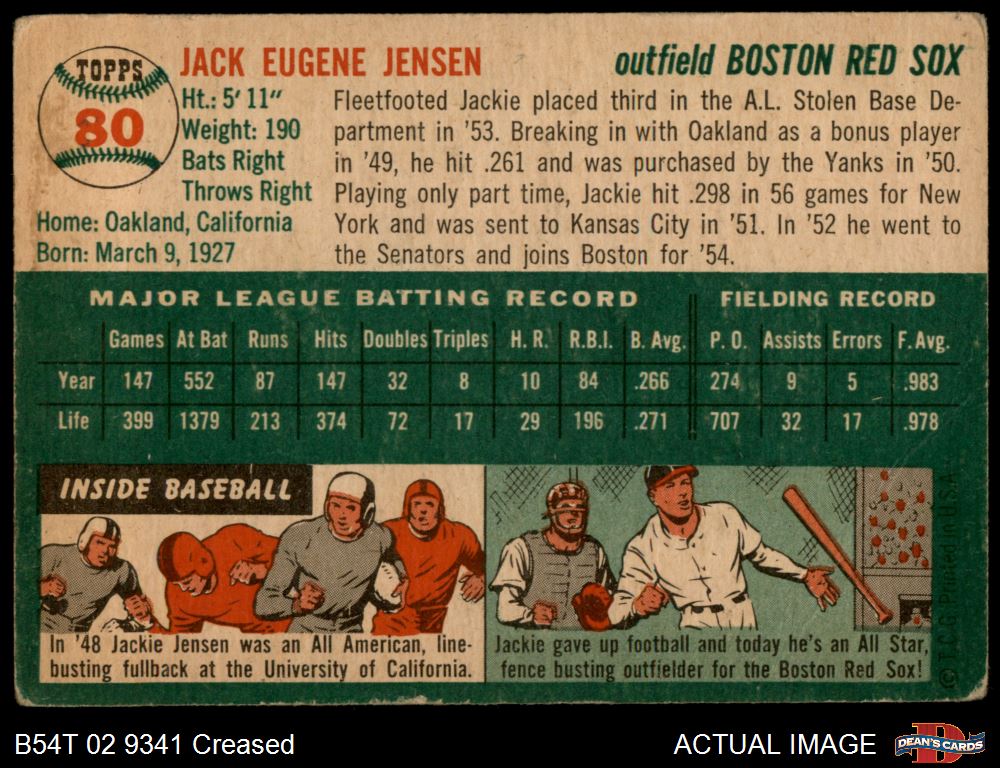 TOPPS
80
JACK EUGENE JENSEN
outfield BOSTON RED SOX
Ht.: 5' 11"
Weight: 190
Bats Right
Throws Right
Home: Oakland, California
Born: March 9, 1927
Fleetfooted Jackie placed third in the A.L. Stolen Base De-
partment in '53. Breaking in with Oakland as a bonus player
in '49, he hit .261 and was purchased by the Yanks in '50.
Playing only part time, Jackie hit .298 in 56 games for New
York and was sent to Kansas City in '51. In '52 he went to
the Senators and joins Boston for '54.
MAJOR LEAGUE BATTING RECORD FIELDING RECORD
Games At Bat Runs Hits Doubles Triples H. R. R.B.I. B. Avg. P. O. Assists Errors F. Avg.
Year 147 552 87 147 32 8 10 84 .266 274 9 5 .983
Life 399 1379 213 374 72 17 29 196 .271 707 32 17 .978
INSIDE BASEBALL
In '48 Jackie Jensen was an All American, line-
busting fullback at the University of California.
Jackie gave up football and today he's an All Star,
fence busting outfielder for the Boston Red Sox!
© T.C.G. Printed in U.S.A.
B54T 02 9341 Creased
ACTUAL IMAGE
DEAN'S CARDS